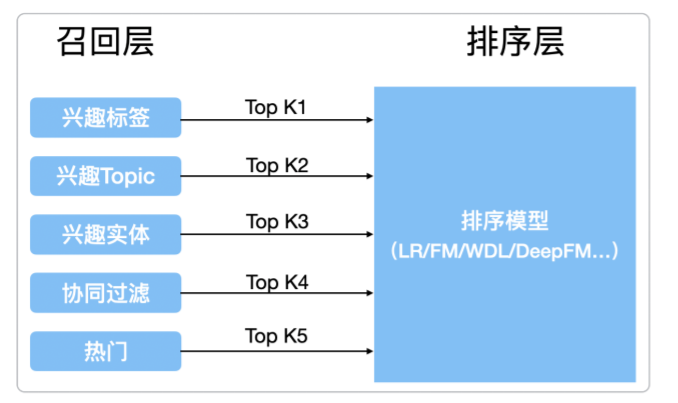 召回层
排序层
兴趣标签
Top K1
兴趣Topic
Top K2
兴趣实体
Top K3
协同过滤
Top K4
热门
Top K5
排序模型
（LR/FM/WDL/DeepFM...）